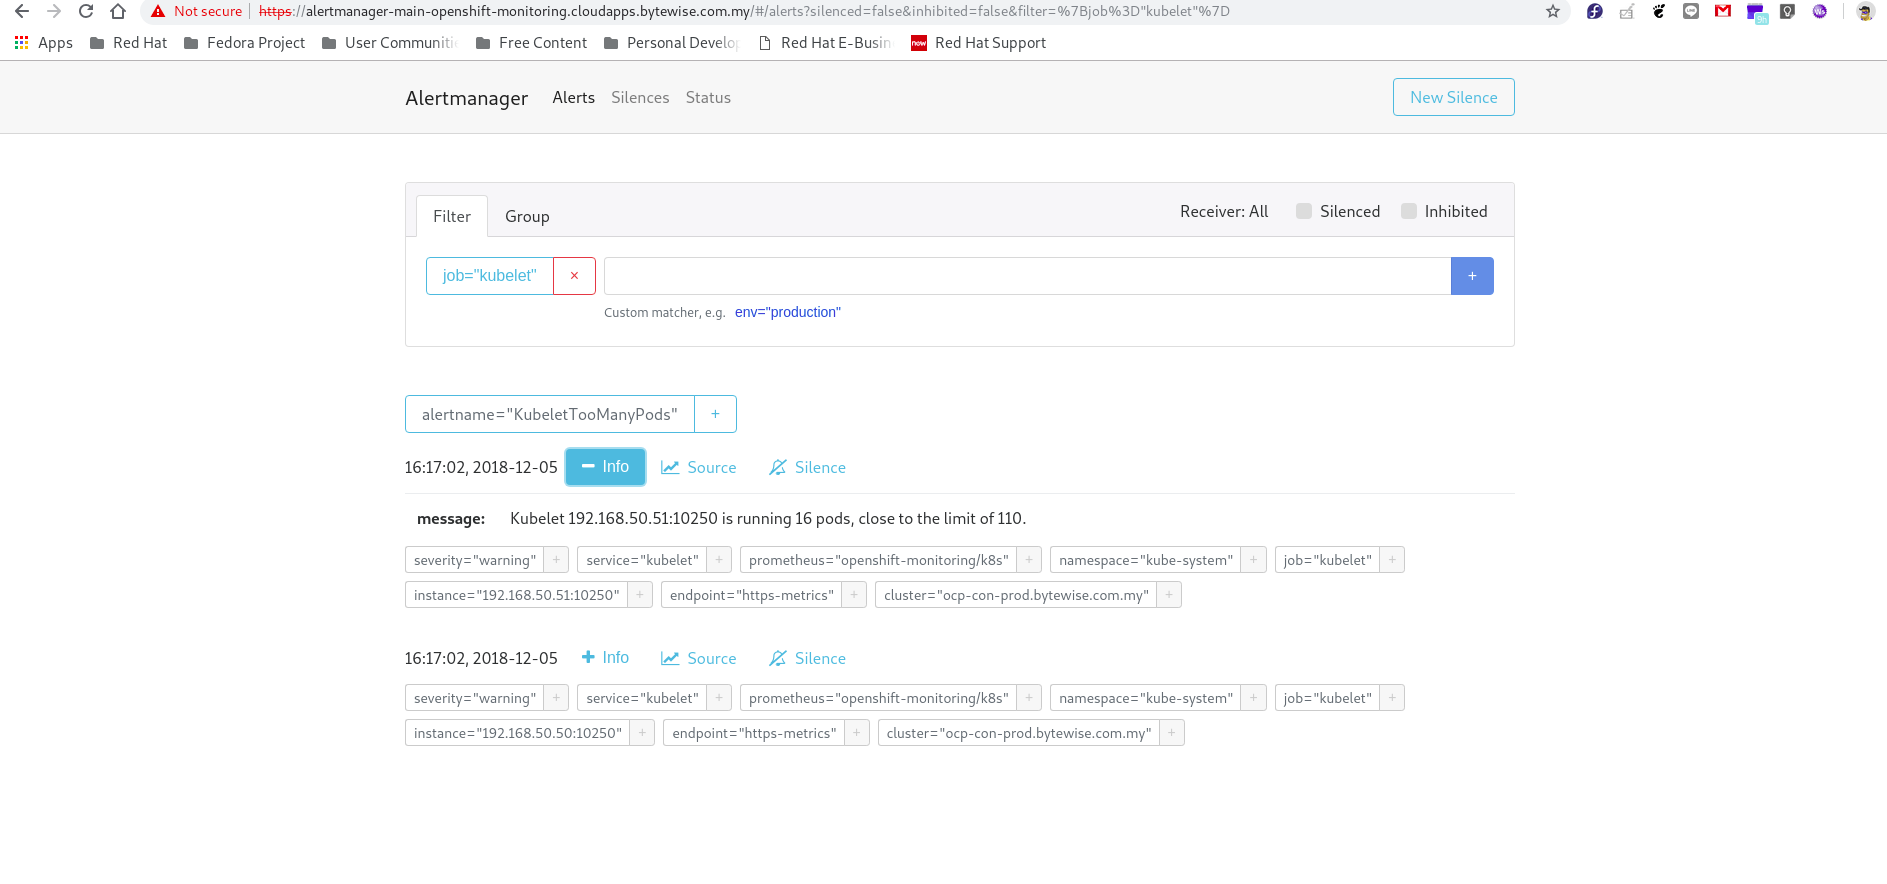 Not secure | https://alertmanager-main-openshift-monitoring.cloudapps.bytewise.com.my/#/alerts?silenced=false&inhibited=false&filter=%7Bjob%3D"kubelet"%7D
Apps Red Hat Fedora Project User Communiti Free Content Personal Develop Red Hat E-Busin Red Hat Support
Alertmanager Alerts Silences Status New Silence
Filter Group Receiver: All Silenced Inhibited
job="kubelet" × +
Custom matcher, e.g. env="production"
alertname="KubeletTooManyPods" +
16:17:02, 2018-12-05 − Info Source Silence
message: Kubelet 192.168.50.51:10250 is running 16 pods, close to the limit of 110.
severity="warning" + service="kubelet" + prometheus="openshift-monitoring/k8s" + namespace="kube-system" + job="kubelet" +
instance="192.168.50.51:10250" + endpoint="https-metrics" + cluster="ocp-con-prod.bytewise.com.my" +
16:17:02, 2018-12-05 + Info Source Silence
severity="warning" + service="kubelet" + prometheus="openshift-monitoring/k8s" + namespace="kube-system" + job="kubelet" +
instance="192.168.50.50:10250" + endpoint="https-metrics" + cluster="ocp-con-prod.bytewise.com.my" +